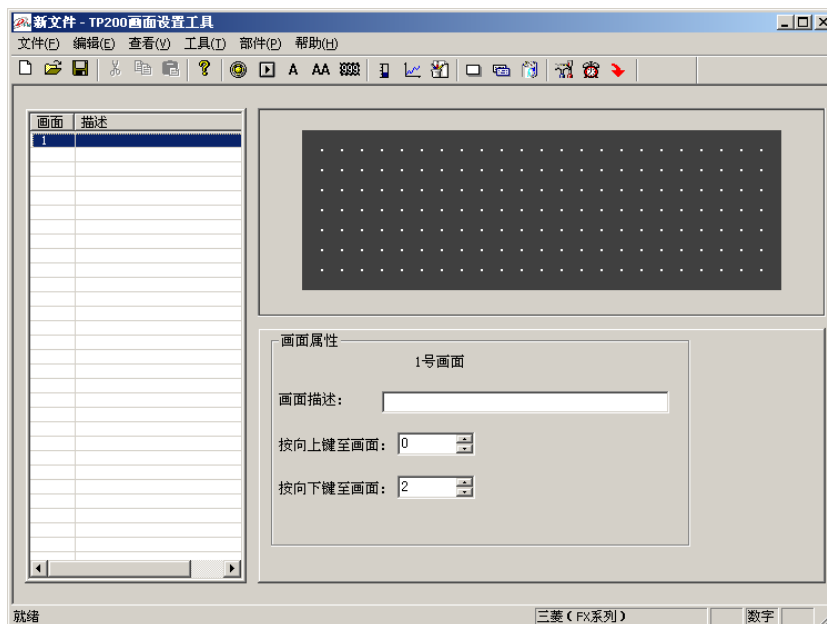 新文件 - TP200画面设置工具
文件(F) 编辑(E) 查看(V) 工具(T) 部件(P) 帮助(H)
A AA
画面 描述
1
画面属性
1号画面
画面描述:
按向上键至画面: 0
按向下键至画面: 2
就绪 三菱(FX系列) 数字